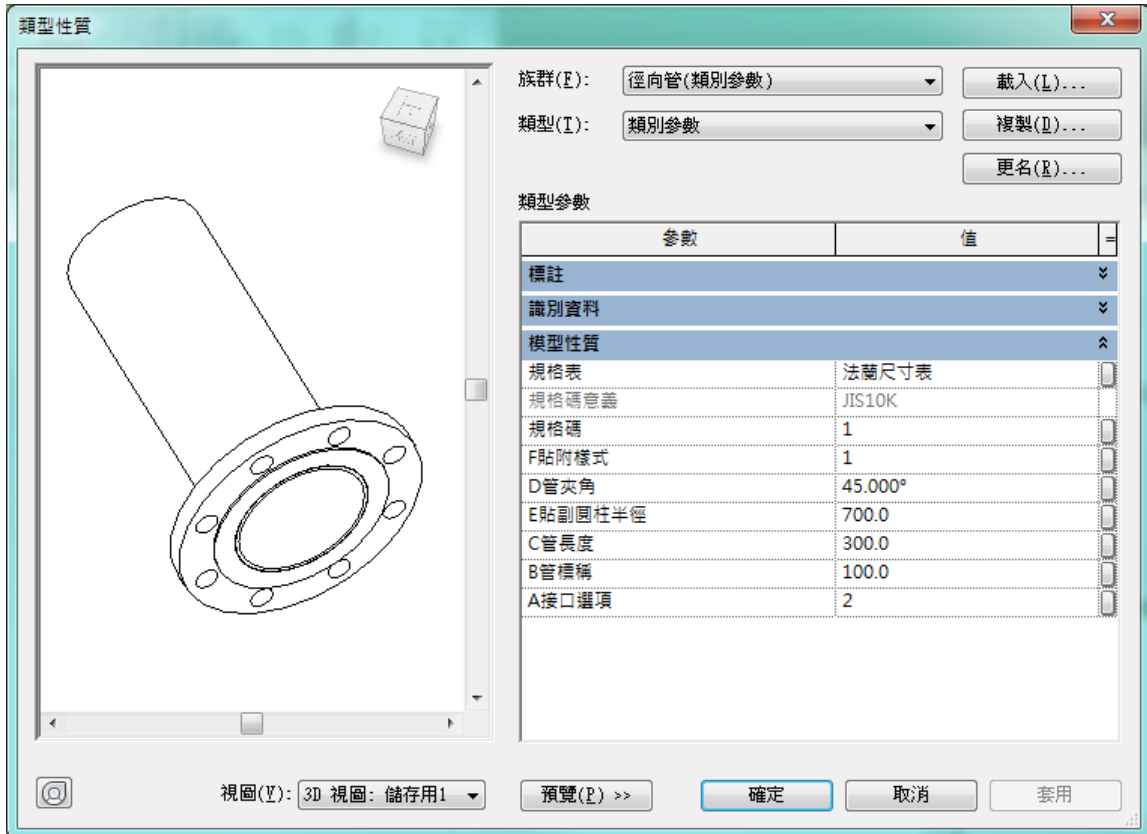 類型性質
族群(F): 徑向管(類別參數) 載入(L)...
類型(T): 類別參數 複製(D)...
更名(R)...
類型參數
參數 值 =
標註
識別資料
模型性質
規格表 法蘭尺寸表
規格碼意義 JIS10K
規格碼 1
F貼附樣式 1
D管夾角 45.000°
E貼副圓柱半徑 700.0
C管長度 300.0
B管標稱 100.0
A接口選項 2
視圖(V): 3D 視圖: 儲存用1 預覽(P) >> 確定 取消 套用